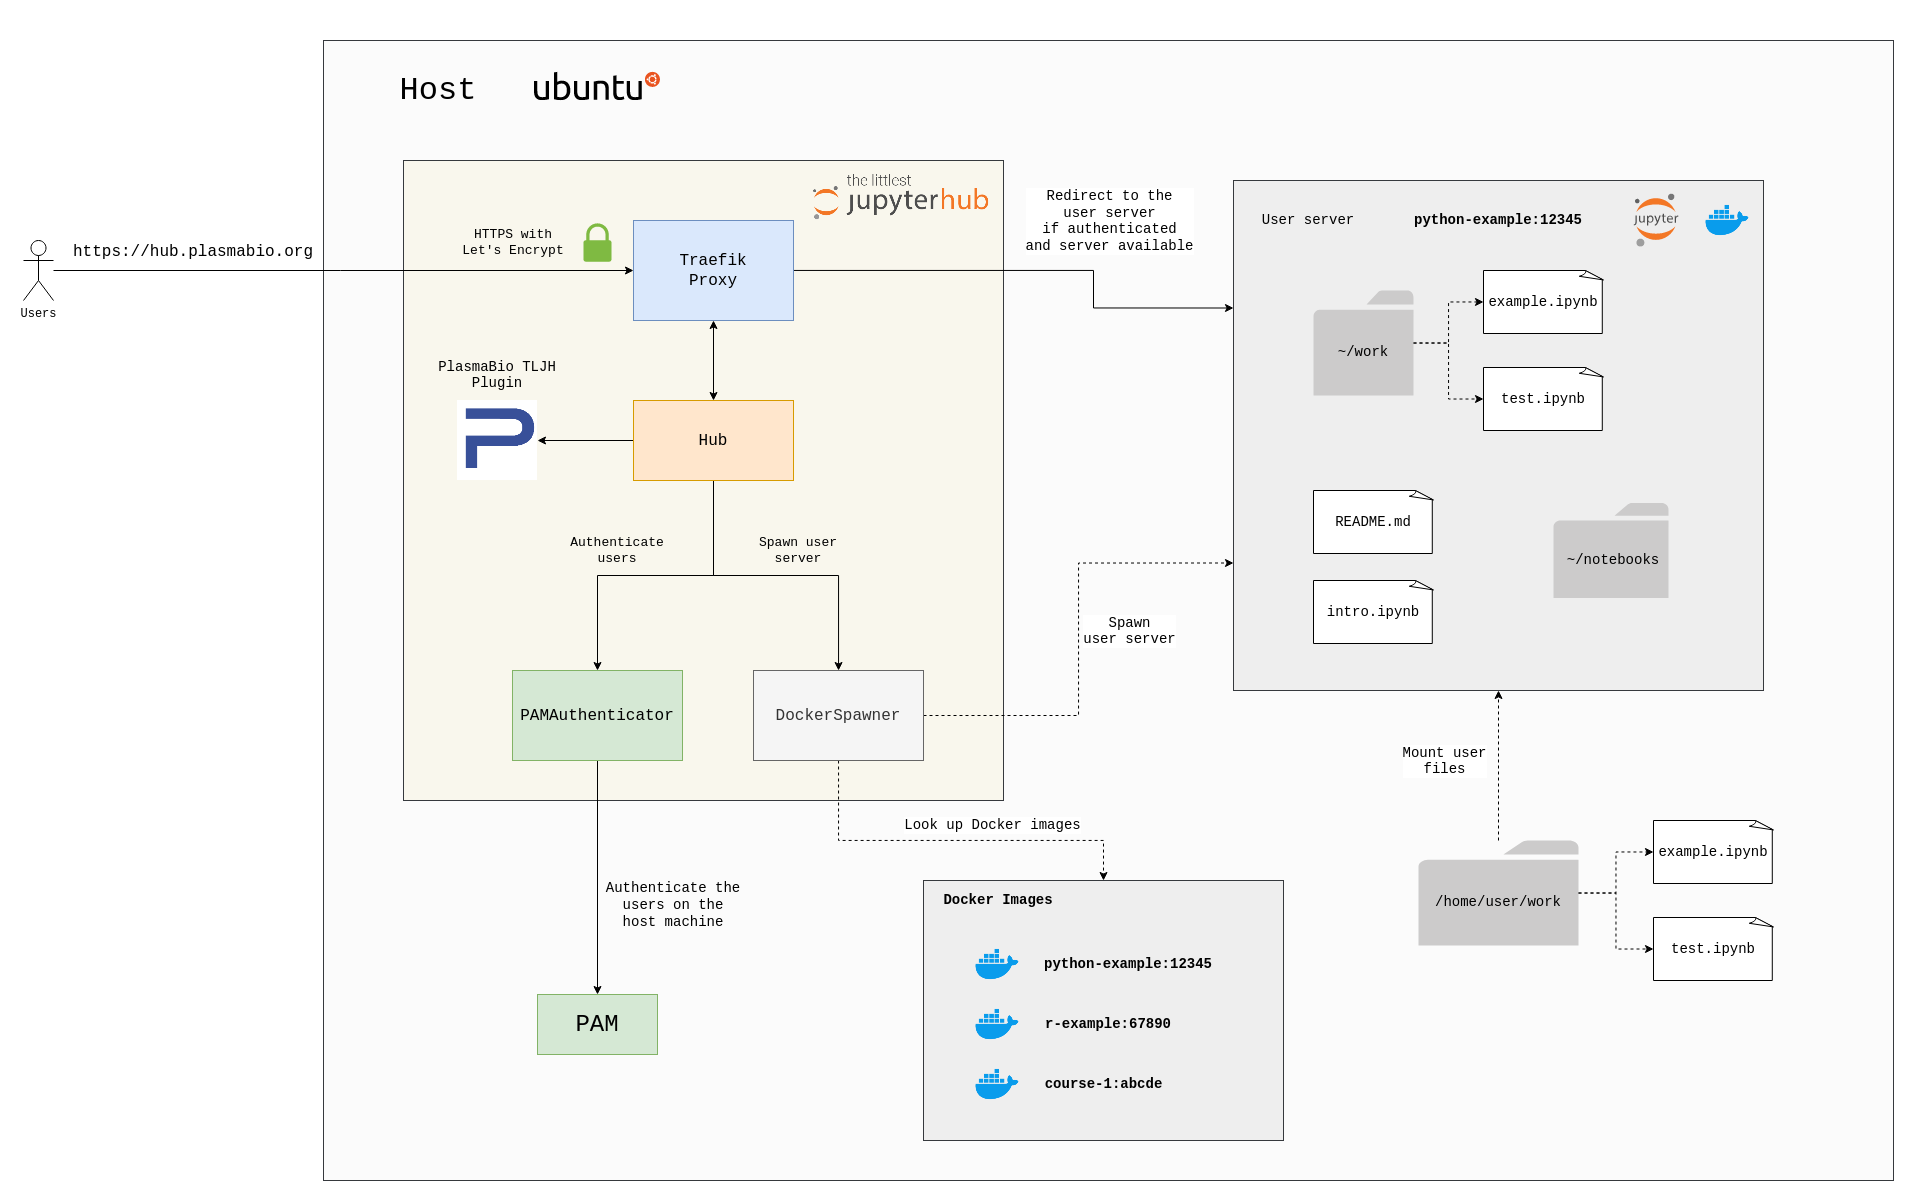 Host
ubuntu
https://hub.plasmabio.org
Users
HTTPS with
Let's Encrypt
the littlest
jupyterhub
Traefik
Proxy
PlasmaBio TLJH
Plugin
Hub
Authenticate
users
Spawn user
server
PAMAuthenticator
DockerSpawner
Authenticate the
users on the
host machine
PAM
Redirect to the
user server
if authenticated
and server available
Spawn
user server
Look up Docker images
Docker Images
python-example:12345
r-example:67890
course-1:abcde
User server
python-example:12345
jupyter
~/work
example.ipynb
test.ipynb
README.md
intro.ipynb
~/notebooks
Mount user
files
/home/user/work
example.ipynb
test.ipynb